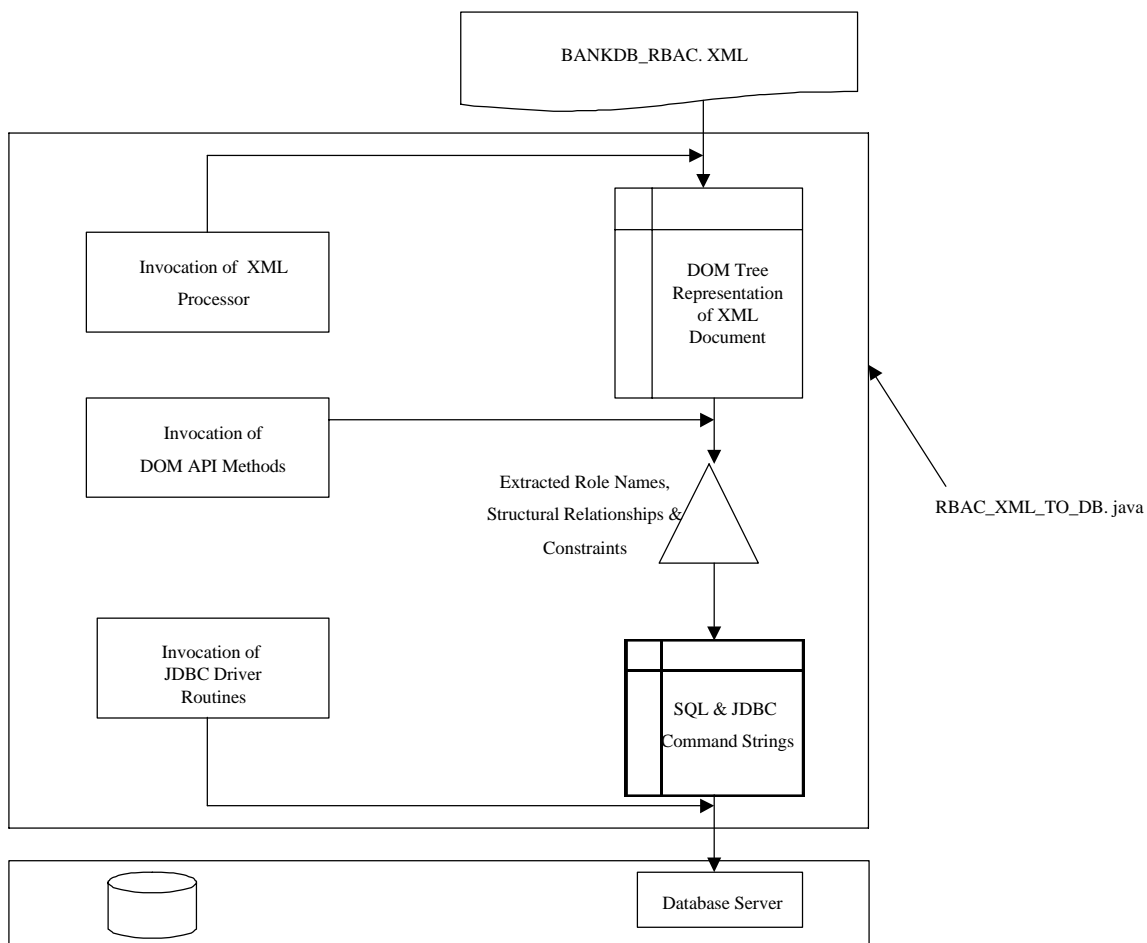 BANKDB_RBAC. XML
Invocation of XML
Processor
DOM Tree
Representation
of XML
Document
Invocation of
DOM API Methods
Extracted Role Names,
Structural Relationships &
Constraints
RBAC_XML_TO_DB. java
Invocation of
JDBC Driver
Routines
SQL & JDBC
Command Strings
Database Server